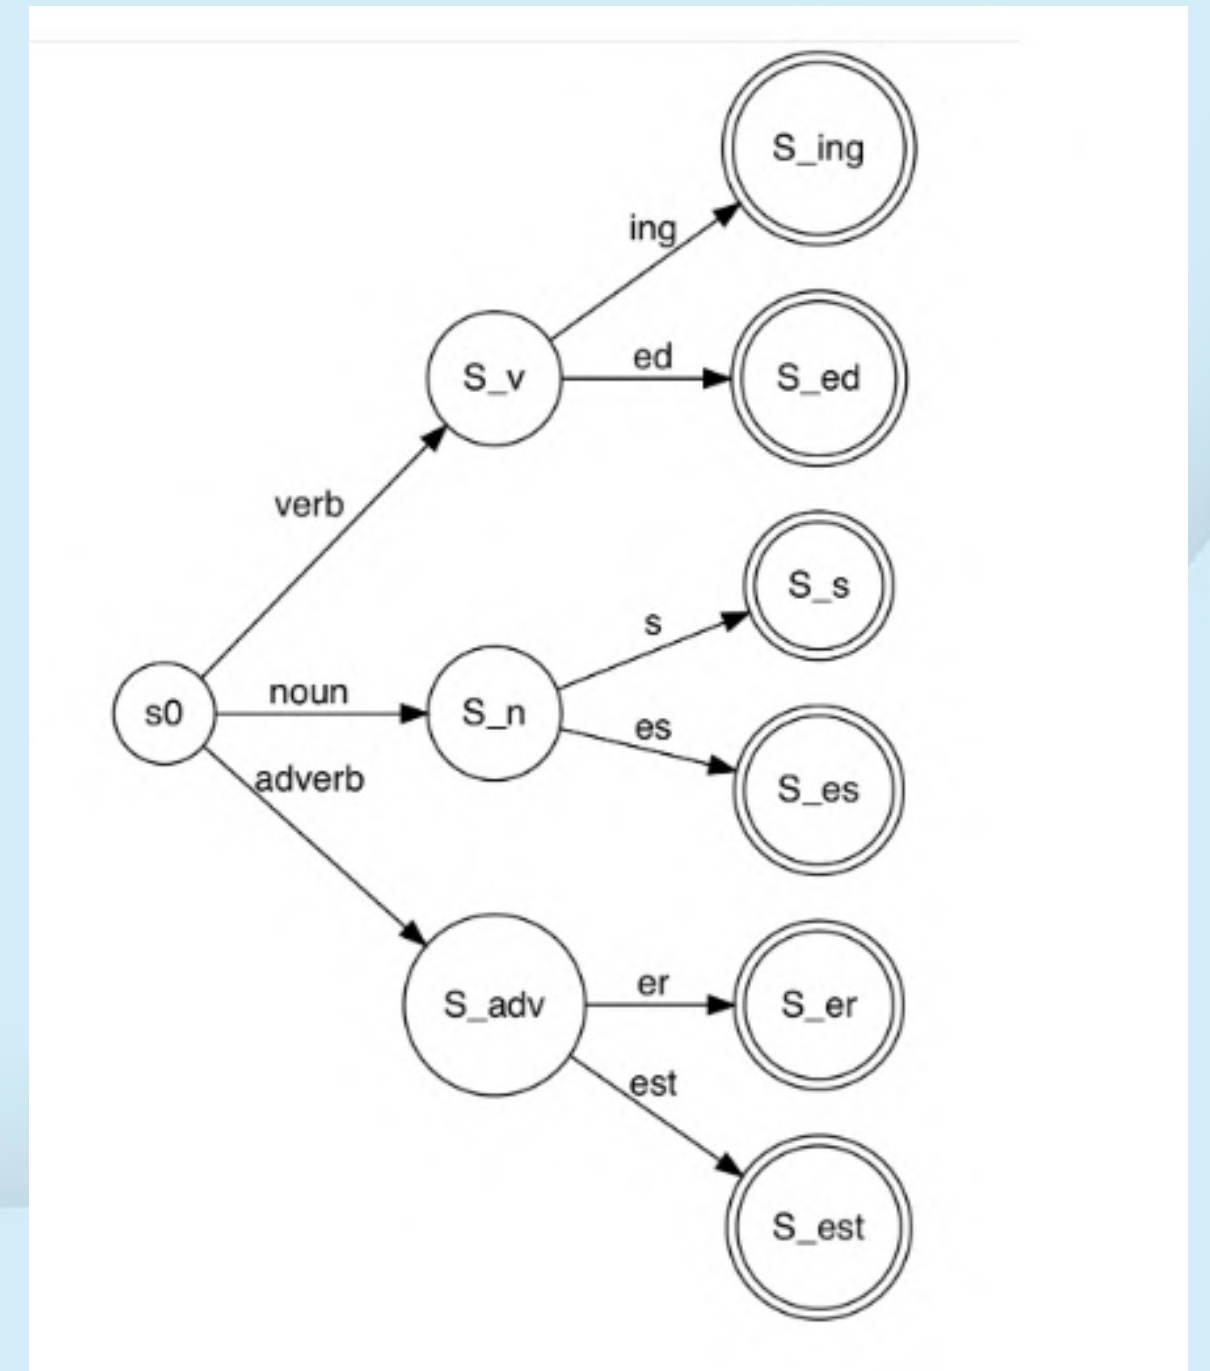 S_ing
ing
S_v
ed
S_ed
verb
S_s
s
s0
noun
S_n
es
S_es
adverb
S_adv
er
S_er
est
S_est